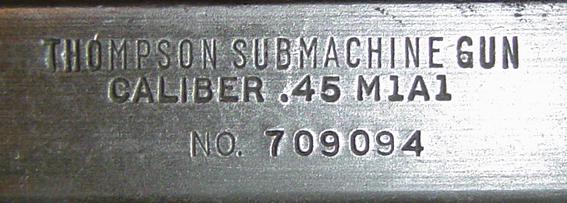 THOMPSON SUBMACHINE GUN
CALIBER .45 M1A1
NO. 709094